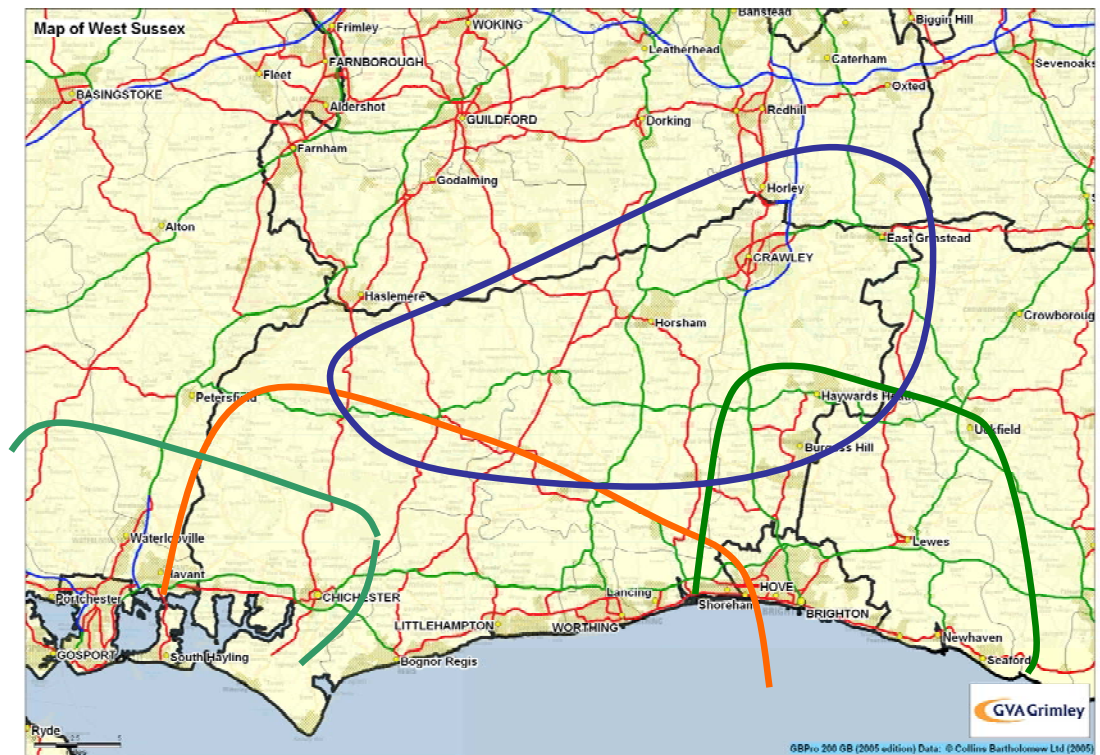 Map of West Sussex
Banstead
Biggin Hill
Frimley
WOKING
Leatherhead
Caterham
Sevenoaks
FARNBOROUGH
Fleet
BASINGSTOKE
Aldershot
Oxted
Redhill
GUILDFORD
Dorking
Farnham
Godalming
Horley
Alton
East Grinstead
CRAWLEY
Haslemere
Horsham
Crowboroug
Petersfield
Haywards
Uckfield
Burgess Hill
Waterlooville
Lewes
Havant
Portchester
CHICHESTER
Lancing
HOVE
Shoreham
BRIGHTON
LITTLEHAMPTON
WORTHING
Newhaven
GOSPORT
South Hayling
Bognor Regis
Seaford
GVA Grimley
Ryde
GBPro 200 GB (2005 edition) Data: © Collins Bartholomew Ltd (2005)